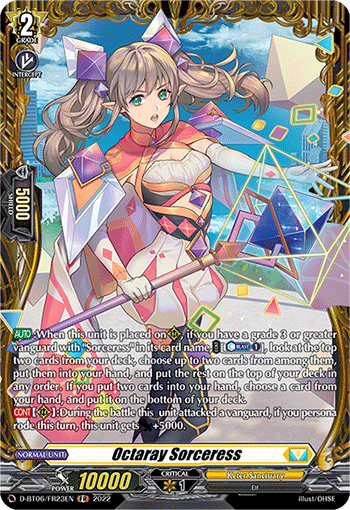 2
GRADE
INTERCEPT
5000
SHIELD
AUTO :When this unit is placed on , if you have a grade 3 or greater
vanguard with "Sorceress" in its card name, [ BLAST 1], look at the top
two cards from your deck, choose up to two cards from among them,
put them into your hand, and put the rest on the top of your deck in
any order. If you put two cards into your hand, choose a card from
your hand, and put it on the bottom of your deck.
CONT [ ]:During the battle this unit attacked a vanguard, if you persona
rode this turn, this unit gets +5000.
NORMAL UNIT
Octaray Sorceress
POWER 10000
CRITICAL
1
Keter Sanctuary
Elf
D-BT06/FR23EN FR 2022
illust/OHSE